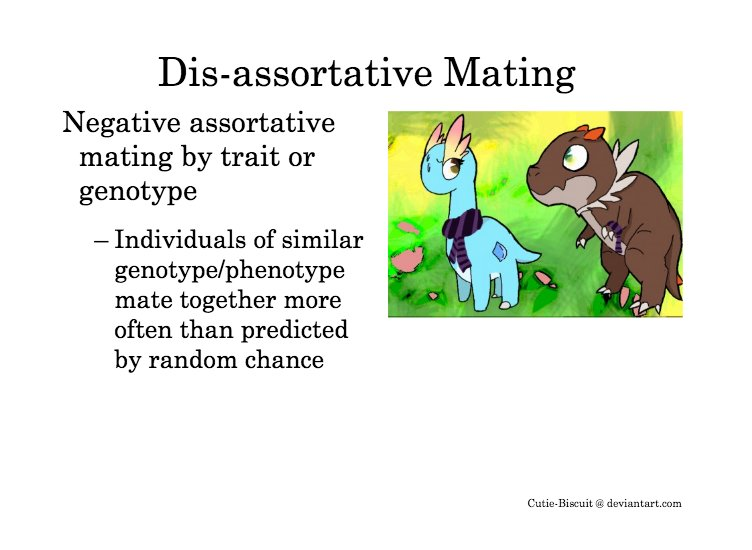 Dis-assortative Mating
Negative assortative
mating by trait or
genotype
– Individuals of similar
genotype/phenotype
mate together more
often than predicted
by random chance
Cutie-Biscuit @ deviantart.com